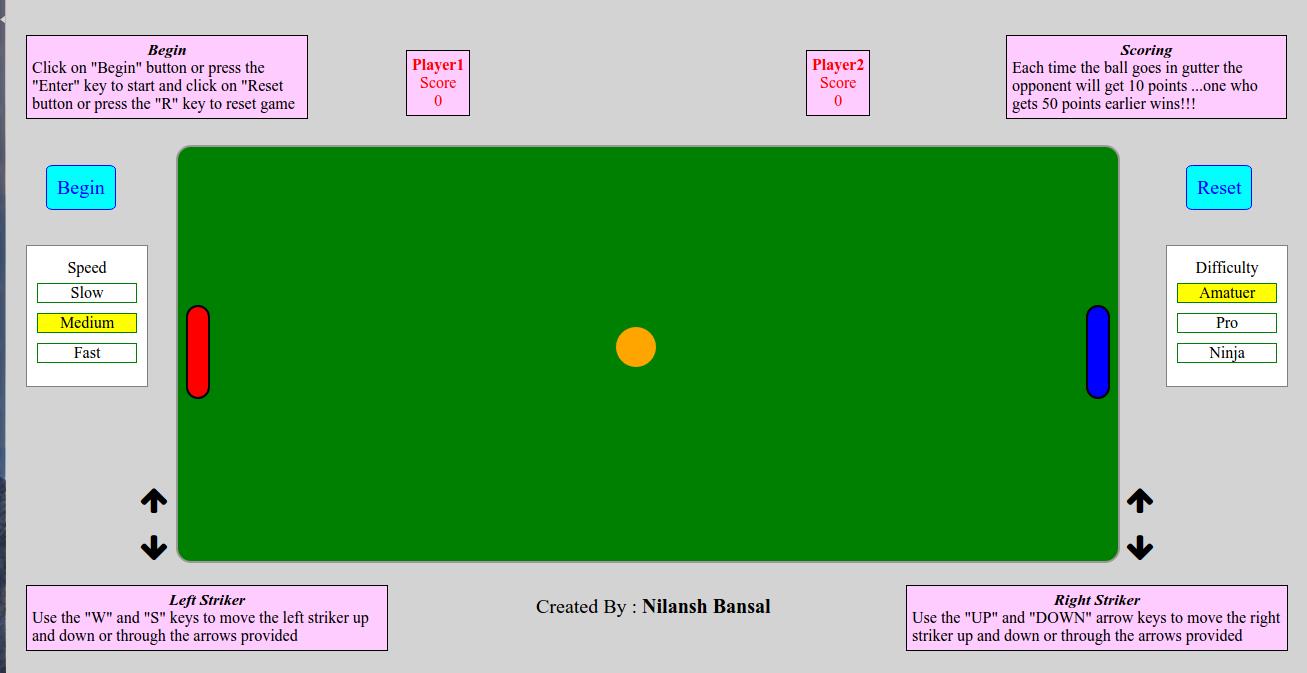 Begin
Click on "Begin" button or press the
"Enter" key to start and click on "Reset
button or press the "R" key to reset game
Player1
Score
0
Player2
Score
0
Scoring
Each time the ball goes in gutter the
opponent will get 10 points ...one who
gets 50 points earlier wins!!!
Begin
Reset
Speed
Slow
Medium
Fast
Difficulty
Amatuer
Pro
Ninja
Left Striker
Use the "W" and "S" keys to move the left striker up
and down or through the arrows provided
Created By : Nilansh Bansal
Right Striker
Use the "UP" and "DOWN" arrow keys to move the right
striker up and down or through the arrows provided